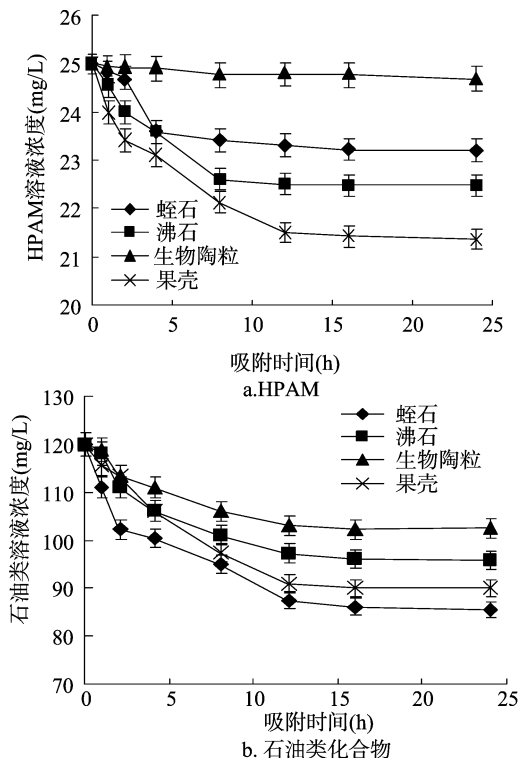 HPAM溶液浓度(mg/L)
26
25
24
23
22
21
20
蛭石
沸石
生物陶粒
果壳
0
5
10
15
20
25
吸附时间(h)
a.HPAM
石油类溶液浓度(mg/L)
130
120
110
100
90
80
70
蛭石
沸石
生物陶粒
果壳
0
5
10
15
20
25
吸附时间(h)
b. 石油类化合物